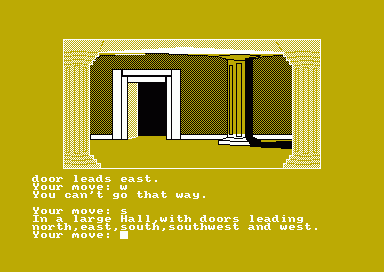 door leads east.
Your move: w
You can't go that way.
Your move: s
In a large Hall,with doors leading
north,east,south,southwest and west.
Your move: